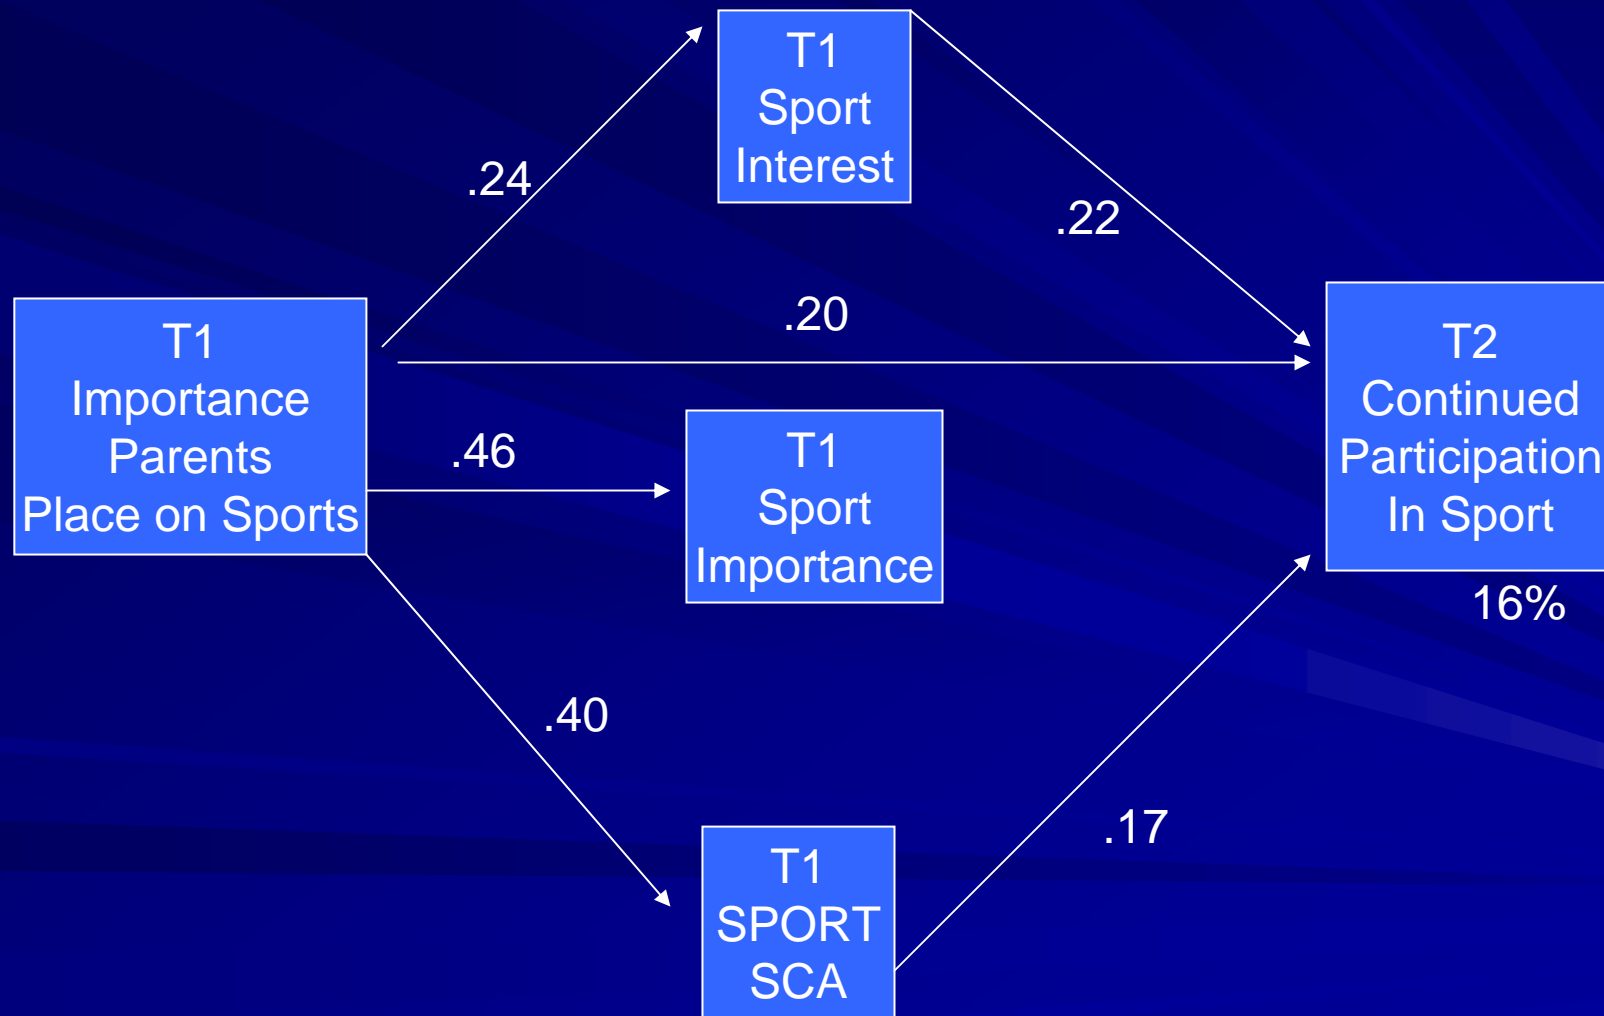 T1
Sport
Interest
.24
.22
.20
T1
Importance
Parents
Place on Sports
.46
T1
Sport
Importance
T2
Continued
Participation
In Sport
16%
.40
.17
T1
SPORT
SCA